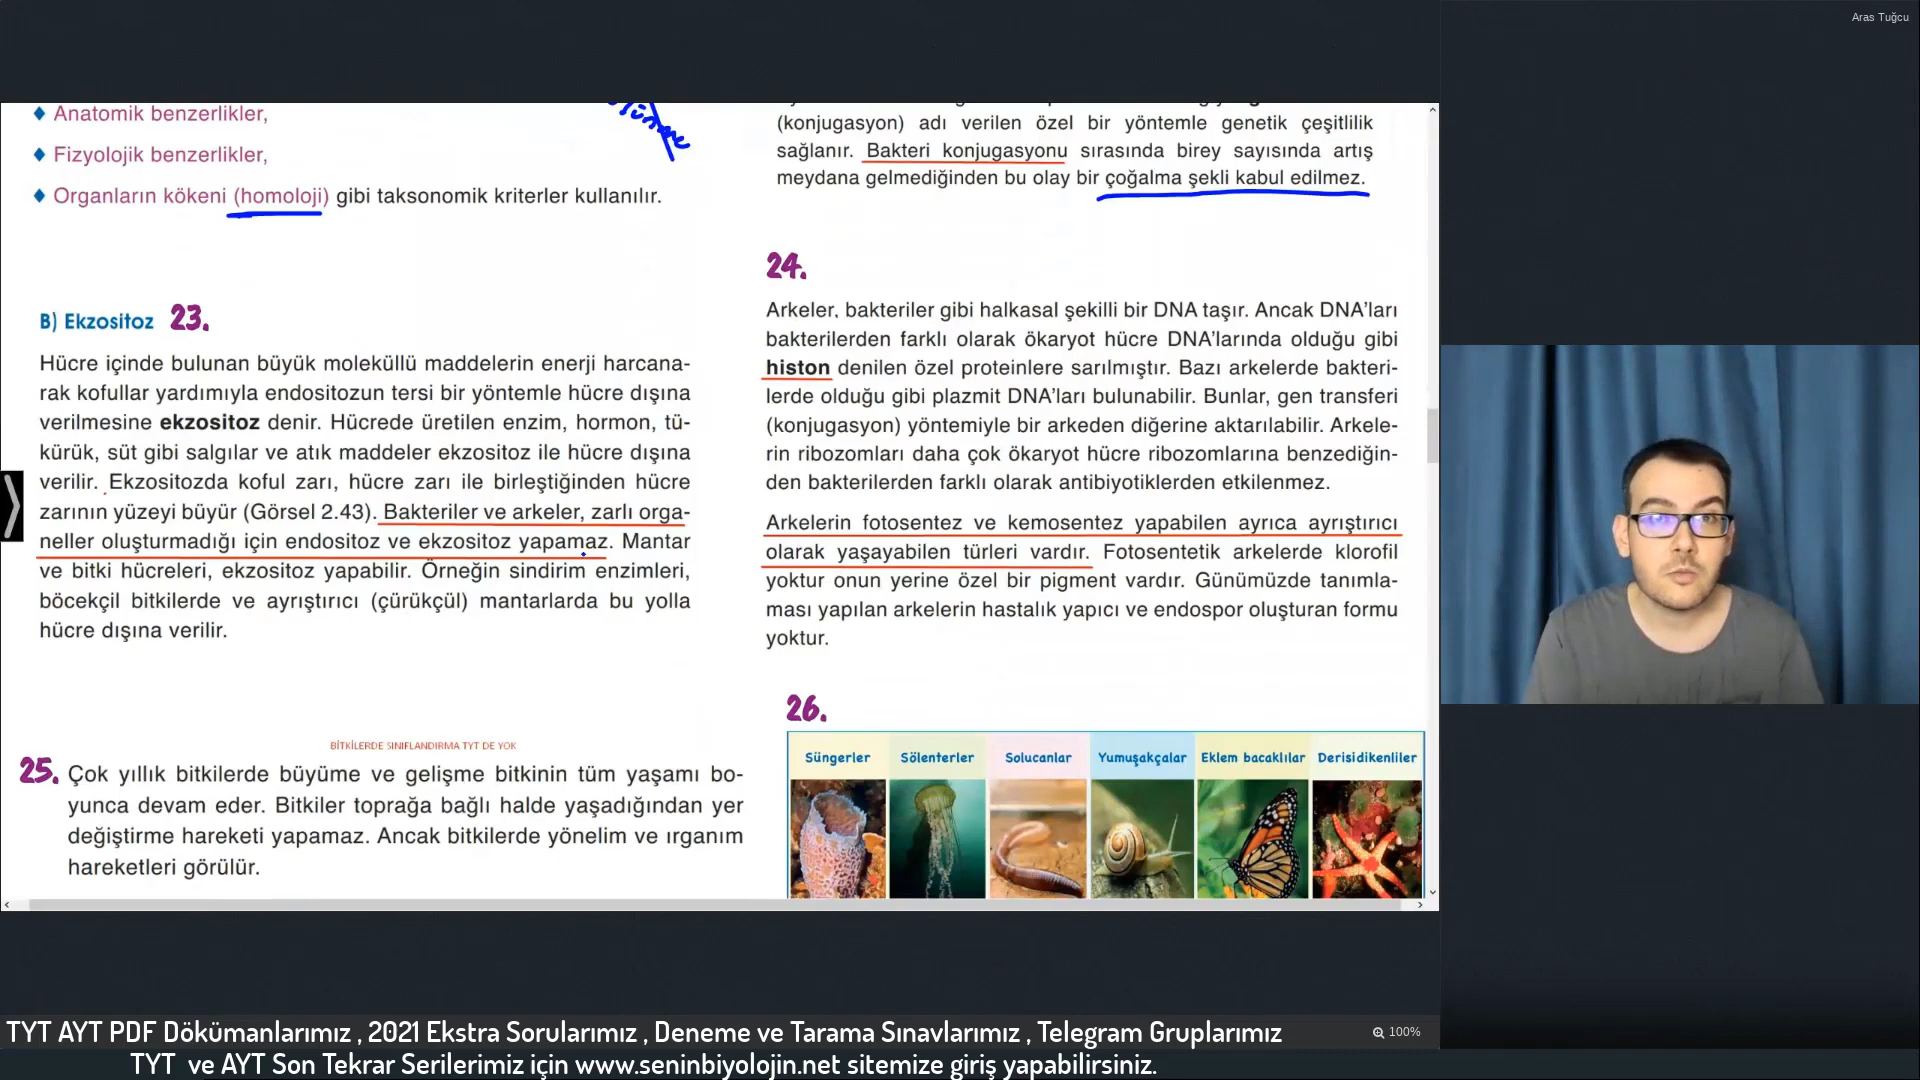 Aras Tuğcu
Anatomik benzerlikler,
Fizyolojik benzerlikler,
Organların kökeni (homoloji) gibi taksonomik kriterler kullanılır.
(konjugasyon) adı verilen özel bir yöntemle genetik çeşitlilik
sağlanır. Bakteri konjugasyonu sırasında birey sayısında artış
meydana gelmediğinden bu olay bir çoğalma şekli kabul edilmez.
B) Ekzositoz 23.
Hücre içinde bulunan büyük moleküllü maddelerin enerji harcana-
rak kofullar yardımıyla endositozun tersi bir yöntemle hücre dışına
verilmesine ekzositoz denir. Hücrede üretilen enzim, hormon, tü-
kürük, süt gibi salgılar ve atık maddeler ekzositoz ile hücre dışına
verilir. Ekzositozda koful zarı, hücre zarı ile birleştiğinden hücre
zarının yüzeyi büyür (Görsel 2.43). Bakteriler ve arkeler, zarlı orga-
neller oluşturmadığı için endositoz ve ekzositoz yapamaz. Mantar
ve bitki hücreleri, ekzositoz yapabilir. Örneğin sindirim enzimleri,
böcekçil bitkilerde ve ayrıştırıcı (çürükçül) mantarlarda bu yolla
hücre dışına verilir.
24.
Arkeler, bakteriler gibi halkasal şekilli bir DNA taşır. Ancak DNA'ları
bakterilerden farklı olarak ökaryot hücre DNA'larında olduğu gibi
histon denilen özel proteinlere sarılmıştır. Bazı arkelerde bakteri-
lerde olduğu gibi plazmit DNA'ları bulunabilir. Bunlar, gen transferi
(konjugasyon) yöntemiyle bir arkeden diğerine aktarılabilir. Arkele-
rin ribozomları daha çok ökaryot hücre ribozomlarına benzediğin-
den bakterilerden farklı olarak antibiyotiklerden etkilenmez.
Arkelerin fotosentez ve kemosentez yapabilen ayrıca ayrıştırıcı
olarak yaşayabilen türleri vardır. Fotosentetik arkelerde klorofil
yoktur onun yerine özel bir pigment vardır. Günümüzde tanımla-
ması yapılan arkelerin hastalık yapıcı ve endospor oluşturan formu
yoktur.
BİTKİLERDE SINIFLANDIRMA TYT DE YOK
25. Çok yıllık bitkilerde büyüme ve gelişme bitkinin tüm yaşamı bo-
yunca devam eder. Bitkiler toprağa bağlı halde yaşadığından yer
değiştirme hareketi yapamaz. Ancak bitkilerde yönelim ve ırganım
hareketleri görülür.
26.
Süngerler Sölenterler Solucanlar Yumuşakçalar Eklem bacaklılar Derisidikenliler
100%
TYT AYT PDF Dökümanlarımız , 2021 Ekstra Sorularımız , Deneme ve Tarama Sınavlarımız , Telegram Gruplarımız
TYT ve AYT Son Tekrar Serilerimiz için www.seninbiyolojin.net sitemize giriş yapabilirsiniz.